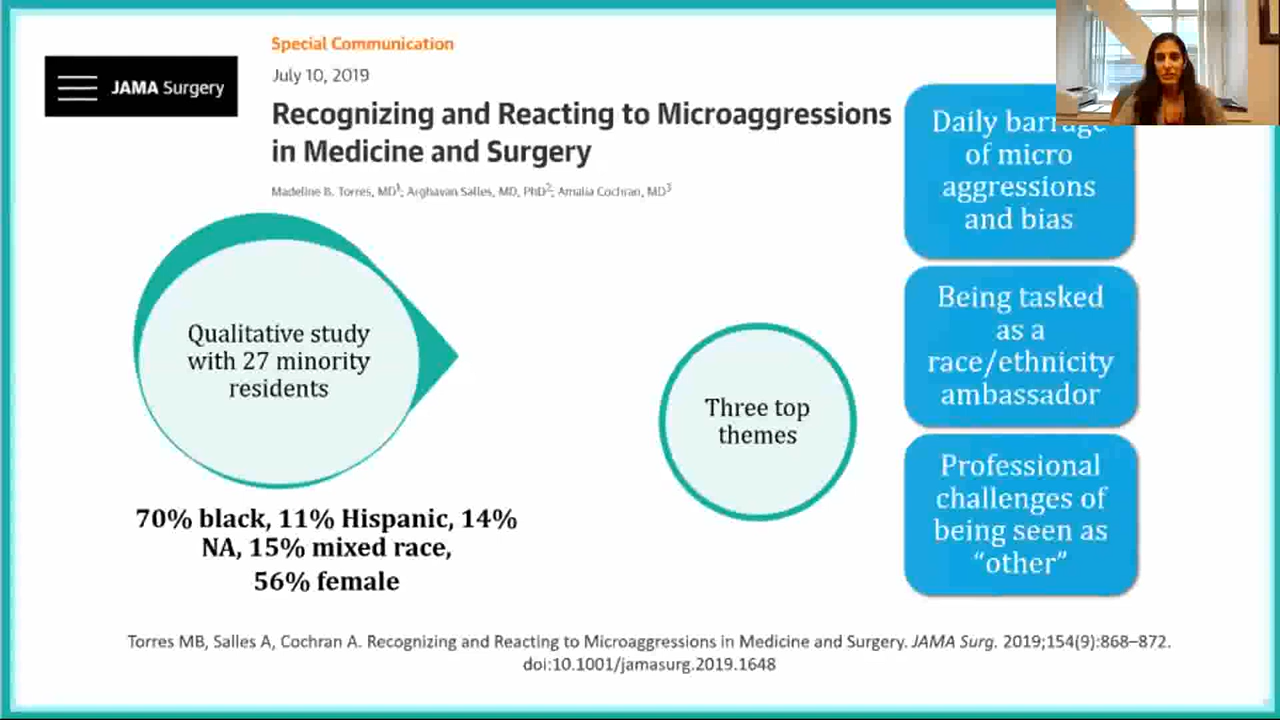 JAMA Surgery
Special Communication
July 10, 2019
Recognizing and Reacting to Microaggressions
in Medicine and Surgery
Madeline B. Torres, MD1; Arghavan Salles, MD, PhD2; Amalia Cochran, MD3
Qualitative study
with 27 minority
residents
70% black, 11% Hispanic, 14%
NA, 15% mixed race,
56% female
Three top
themes
Daily barrage
of micro
aggressions
and bias
Being tasked
as a
race/ethnicity
ambassador
Professional
challenges of
being seen as
“other”
Torres MB, Salles A, Cochran A. Recognizing and Reacting to Microaggressions in Medicine and Surgery. JAMA Surg. 2019;154(9):868–872.
doi:10.1001/jamasurg.2019.1648